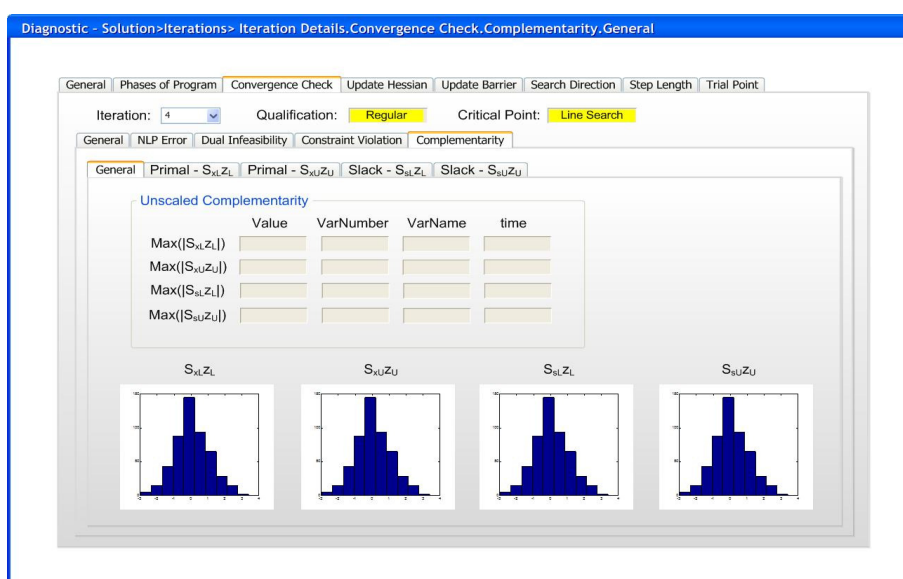 Diagnostic - Solution>Iterations> Iteration Details.Convergence Check.Complementarity.General
General Phases of Program Convergence Check Update Hessian Update Barrier Search Direction Step Length Trial Point
Iteration: 4 Qualification: Regular Critical Point: Line Search
General NLP Error Dual Infeasibility Constraint Violation Complementarity
General Primal - SxLzL Primal - SxUzU Slack - SsLzL Slack - SsUzU
Unscaled Complementarity
Value VarNumber VarName time
Max(|SxLzL|)
Max(|SxUzU|)
Max(|SsLzL|)
Max(|SsUzU|)
SxLzL SxUzU SsLzL SsUzU